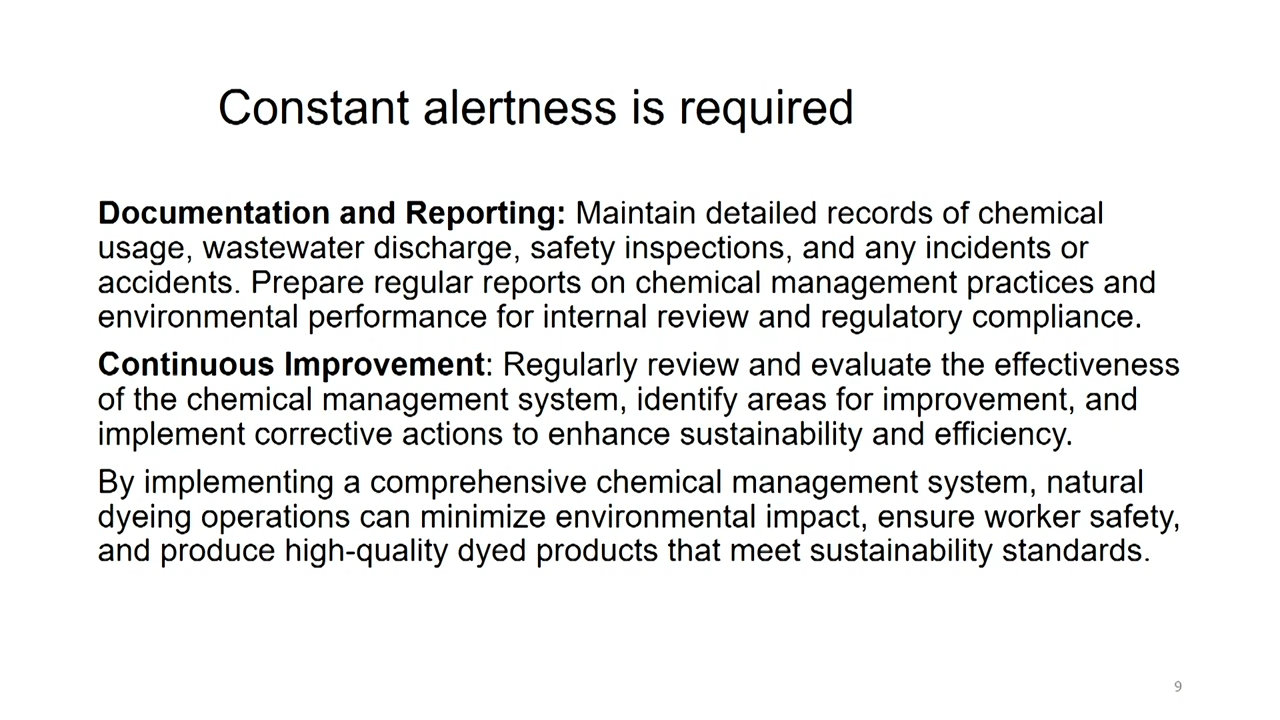 Constant alertness is required
Documentation and Reporting: Maintain detailed records of chemical
usage, wastewater discharge, safety inspections, and any incidents or
accidents. Prepare regular reports on chemical management practices and
environmental performance for internal review and regulatory compliance.
Continuous Improvement: Regularly review and evaluate the effectiveness
of the chemical management system, identify areas for improvement, and
implement corrective actions to enhance sustainability and efficiency.
By implementing a comprehensive chemical management system, natural
dyeing operations can minimize environmental impact, ensure worker safety,
and produce high-quality dyed products that meet sustainability standards.
9